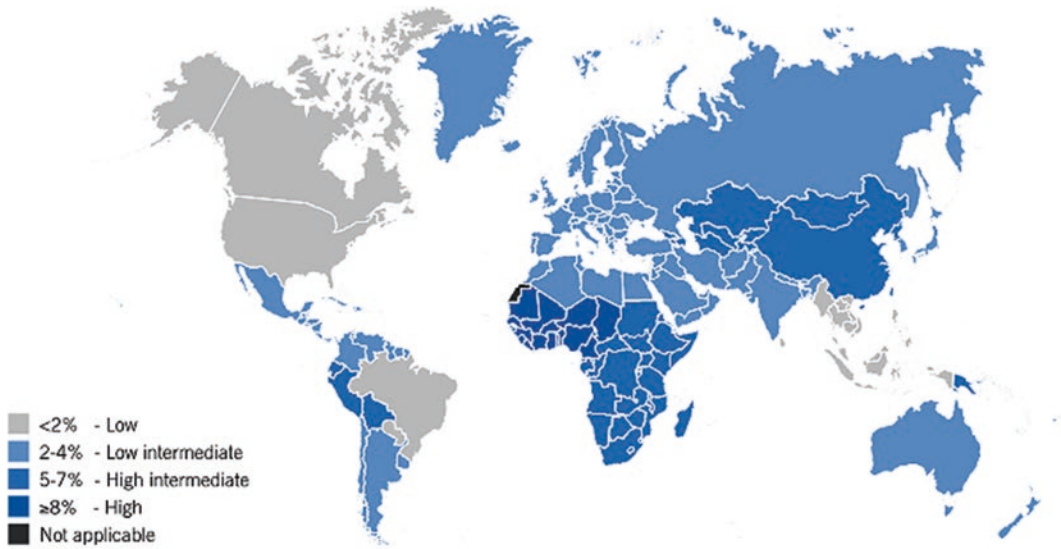 <2% - Low
2-4% - Low intermediate
5-7% - High intermediate
≥8% - High
Not applicable